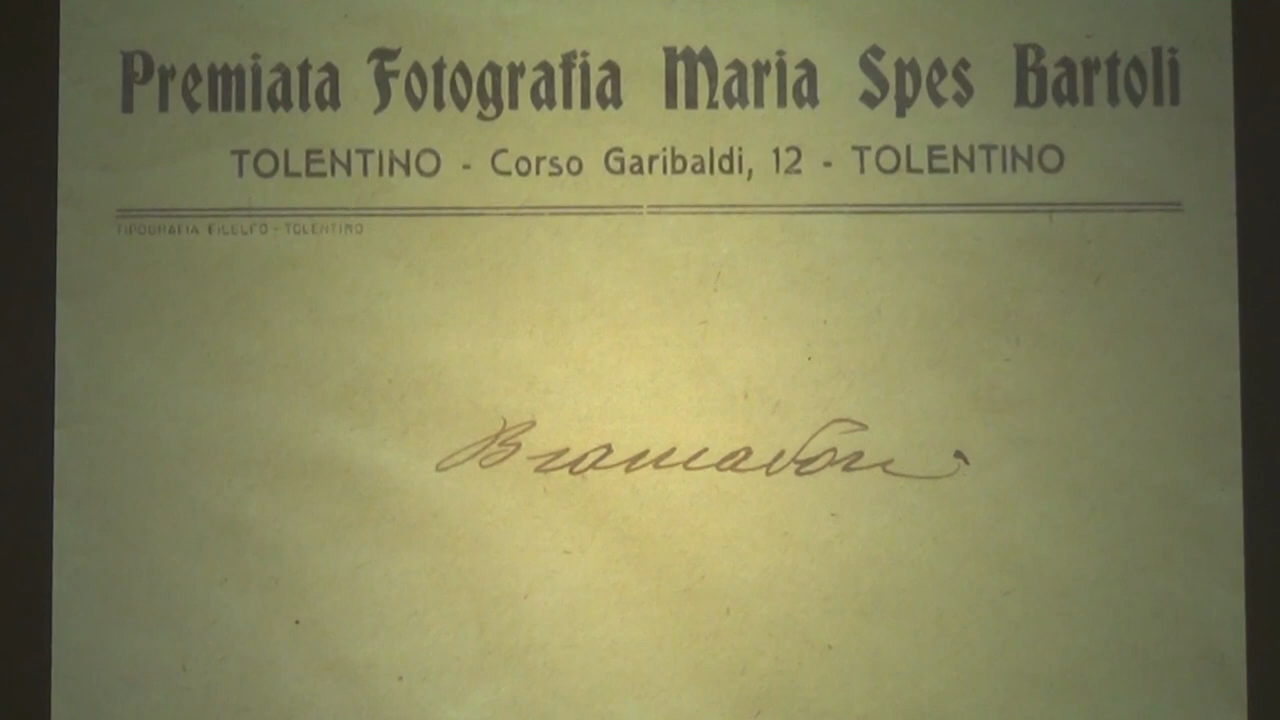 Premiata Fotografia Maria Spes Bartoli
TOLENTINO - Corso Garibaldi, 12 - TOLENTINO
TIPOGRAFIA FILELFO - TOLENTINO